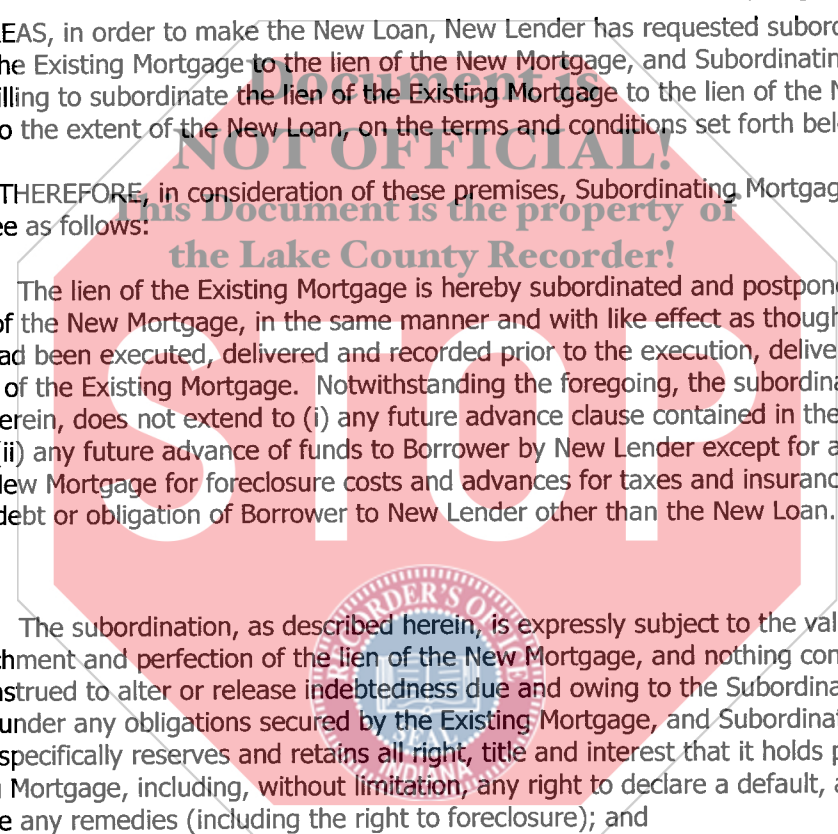 EAS, in order to make the New Loan, New Lender has requested subord
he Existing Mortgage to the lien of the New Mortgage, and Subordinatin
illing to subordinate the lien of the Existing Mortgage to the lien of the N
o the extent of the New Loan, on the terms and conditions set forth bel
Document is
NOT OFFICIAL!
THEREFORE, in consideration of these premises, Subordinating Mortgag
This Document is the property of
ee as follows:
the Lake County Recorder!
The lien of the Existing Mortgage is hereby subordinated and postpon
of the New Mortgage, in the same manner and with like effect as though
ad been executed, delivered and recorded prior to the execution, delive
of the Existing Mortgage. Notwithstanding the foregoing, the subordina
erein, does not extend to (i) any future advance clause contained in the
(ii) any future advance of funds to Borrower by New Lender except for a
New Mortgage for foreclosure costs and advances for taxes and insuranc
debt or obligation of Borrower to New Lender other than the New Loan.
STOP
The subordination, as described herein, is expressly subject to the val
chment and perfection of the lien of the New Mortgage, and nothing con
nstrued to alter or release indebtedness due and owing to the Subordina
under any obligations secured by the Existing Mortgage, and Subordinat
specifically reserves and retains all right, title and interest that it holds p
Mortgage, including, without limitation, any right to declare a default, a
e any remedies (including the right to foreclosure); and
RECORDER'S OFFICE
SEAL
INDIANA